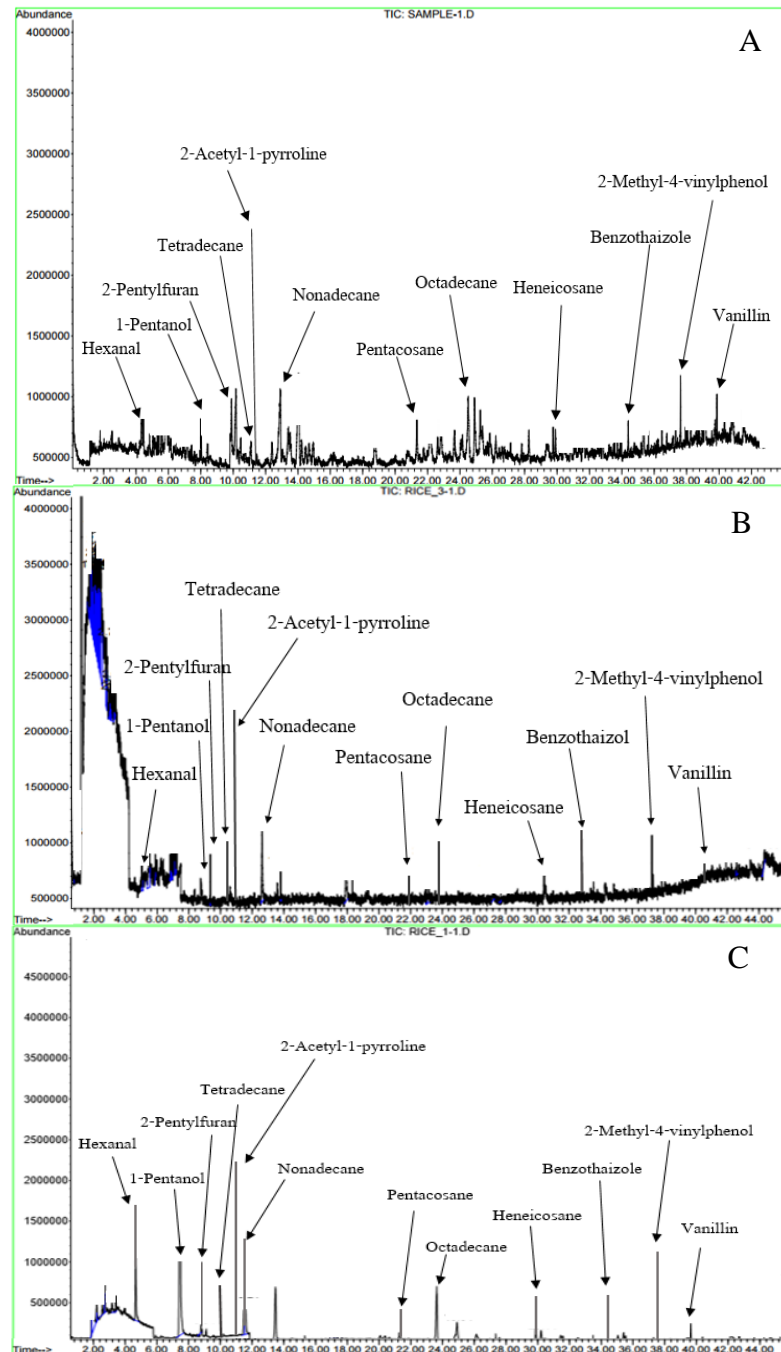 Abundance
TIC: SAMPLE-1.D
A
4000000
3500000
3000000
2500000
2000000
1500000
1000000
500000
2-Acetyl-1-pyrroline
2-Methyl-4-vinylphenol
Tetradecane
Benzothaizole
2-Pentylfuran
Octadecane
Heneicosane
Nonadecane
1-Pentanol
Vanillin
Hexanal
Pentacosane
Time--> 2.00 4.00 6.00 8.00 10.00 12.00 14.00 16.00 18.00 20.00 22.00 24.00 26.00 28.00 30.00 32.00 34.00 36.00 38.00 40.00 42.00
Abundance
TIC: RICE_3-1.D
B
4000000
3500000
3000000
2500000
2000000
1500000
1000000
500000
Tetradecane
2-Acetyl-1-pyrroline
2-Pentylfuran
2-Methyl-4-vinylphenol
Octadecane
1-Pentanol
Nonadecane
Benzothaizol
Pentacosane
Hexanal
Vanillin
Heneicosane
Time--> 2.00 4.00 6.00 8.00 10.00 12.00 14.00 16.00 18.00 20.00 22.00 24.00 26.00 28.00 30.00 32.00 34.00 36.00 38.00 40.00 42.00 44.00
Abundance
TIC: RICE_1-1.D
C
4500000
4000000
3500000
3000000
2500000
2000000
1500000
1000000
500000
2-Acetyl-1-pyrroline
Tetradecane
2-Pentylfuran
Hexanal
2-Methyl-4-vinylphenol
1-Pentanol
Nonadecane
Benzothaizole
Pentacosane
Heneicosane
Vanillin
Octadecane
Time--> 2.00 4.00 6.00 8.00 10.00 12.00 14.00 16.00 18.00 20.00 22.00 24.00 26.00 28.00 30.00 32.00 34.00 36.00 38.00 40.00 42.00 44.00